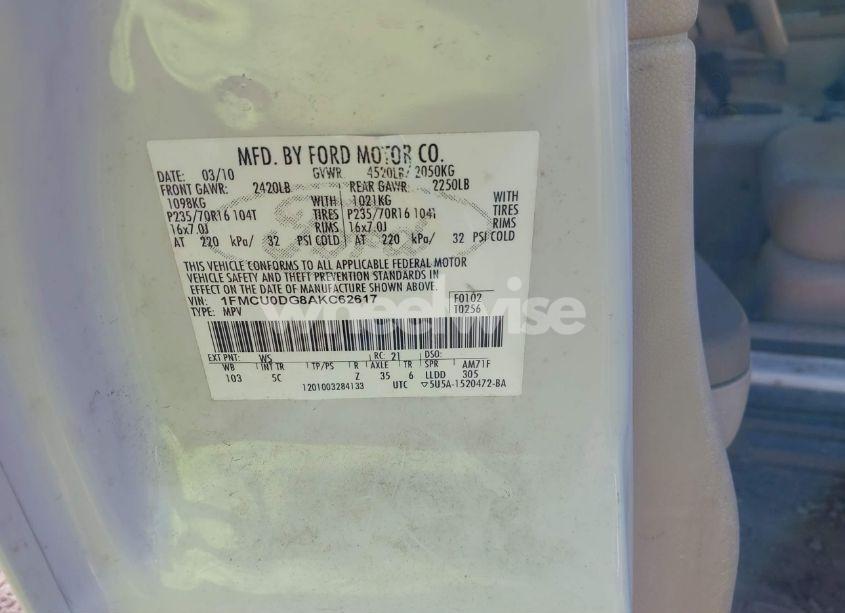 MFD. BY FORD MOTOR CO.
DATE: 03/10 GVWR 4520LB/ 2050KG
FRONT GAWR: 2420LB REAR GAWR: 2250LB
1098KG WITH 1021KG WITH
P235/70R16 104T TIRES P235/70R16 104T TIRES
16x7.0J RIMS 16x7.0J RIMS
AT 220 kPa/ 32 PSI COLD AT 220 kPa/ 32 PSI COLD
THIS VEHICLE CONFORMS TO ALL APPLICABLE FEDERAL MOTOR
VEHICLE SAFETY AND THEFT PREVENTION STANDARDS IN
EFFECT ON THE DATE OF MANUFACTURE SHOWN ABOVE.
VIN: 1FMCU0DG8AKC62617 F0102
TYPE: MPV T0256
wheelwise
EXT PNT: WS RC: 21 DSO:
WB INT TR TP/PS R AXLE TR SPR AM71F
103 5C Z 35 6 LLDD 305
1201003284133 UTC ▽5U5A-1520472-BA